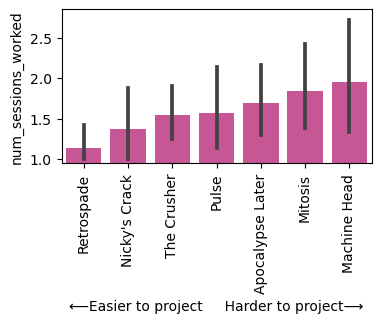 num_sessions_worked
2.5
2.0
1.5
1.0
Retrospade
Nicky's Crack
The Crusher
Pulse
Apocalypse Later
Mitosis
Machine Head
⟵Easier to project     Harder to project⟶